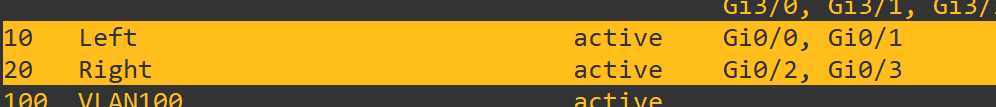 Gi3/0, Gi3/1, Gi3/
10 Left active Gi0/0, Gi0/1
20 Right active Gi0/2, Gi0/3
100 VLAN100 active